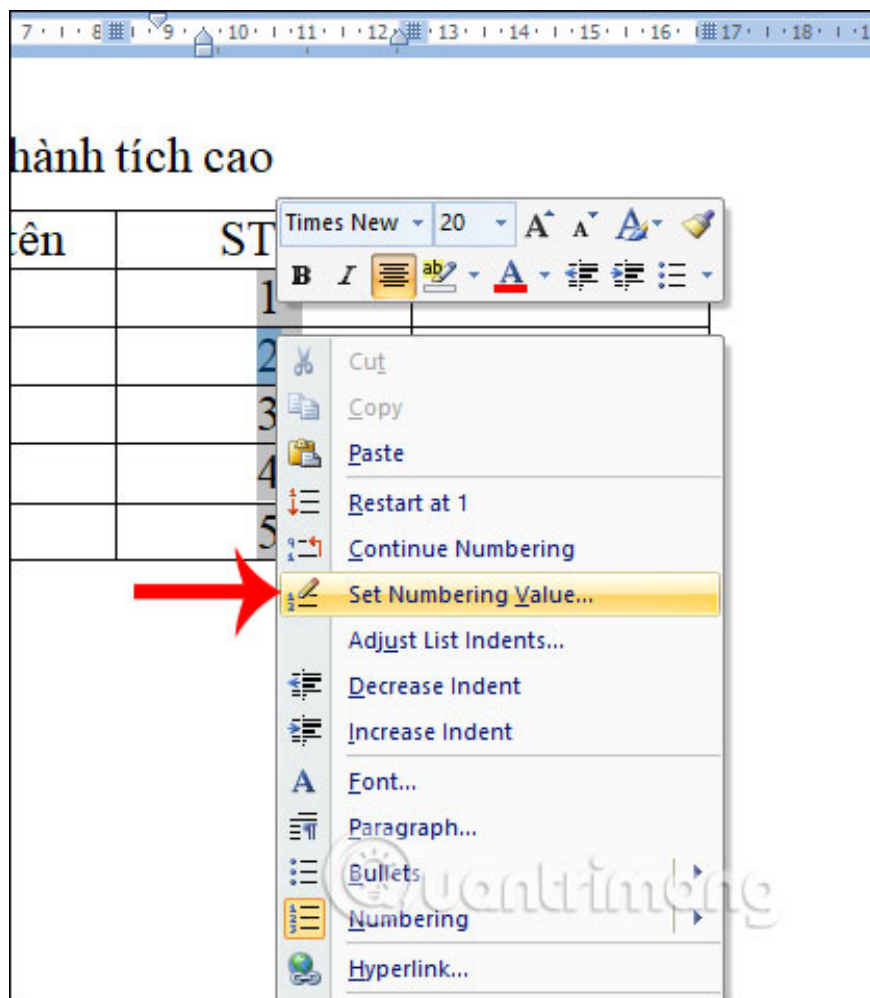 7 8 9 10 11 12 13 14 15 16 17 18
hành tích cao
tên ST
Times New 20 A A A
B I ab A
1
2
3
4
5
Cut
Copy
Paste
Restart at 1
Continue Numbering
Set Numbering Value...
Adjust List Indents...
Decrease Indent
Increase Indent
A Font...
Paragraph...
Bullets
Numbering
Hyperlink...
Quantrimang